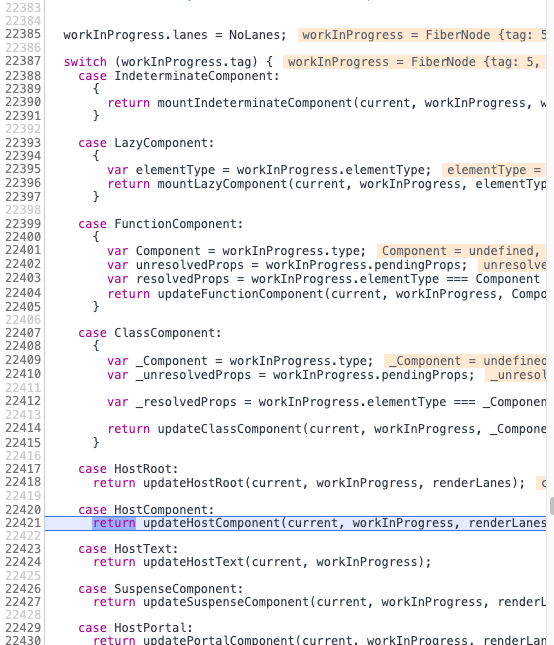 22383
22384
22385 workInProgress.lanes = NoLanes; workInProgress = FiberNode {tag: 5
22386
22387 switch (workInProgress.tag) { workInProgress = FiberNode {tag: 5,
22388 case IndeterminateComponent:
22389 {
22390 return mountIndeterminateComponent(current, workInProgress, w
22391 }
22392
22393 case LazyComponent:
22394 {
22395 var elementType = workInProgress.elementType; elementType =
22396 return mountLazyComponent(current, workInProgress, elementTyp
22397 }
22398
22399 case FunctionComponent:
22400 {
22401 var Component = workInProgress.type; Component = undefined,
22402 var unresolvedProps = workInProgress.pendingProps; unresolve
22403 var resolvedProps = workInProgress.elementType === Component
22404 return updateFunctionComponent(current, workInProgress, Compo
22405 }
22406
22407 case ClassComponent:
22408 {
22409 var _Component = workInProgress.type; _Component = undefined
22410 var _unresolvedProps = workInProgress.pendingProps; _unresol
22411
22412 var _resolvedProps = workInProgress.elementType === _Componen
22413
22414 return updateClassComponent(current, workInProgress, _Compone
22415 }
22416
22417 case HostRoot:
22418 return updateHostRoot(current, workInProgress, renderLanes); c
22419
22420 case HostComponent:
22421 return updateHostComponent(current, workInProgress, renderLanes
22422
22423 case HostText:
22424 return updateHostText(current, workInProgress);
22425
22426 case SuspenseComponent:
22427 return updateSuspenseComponent(current, workInProgress, renderL
22428
22429 case HostPortal:
22430 return updatePortalComponent(current, workInProgress, renderLan